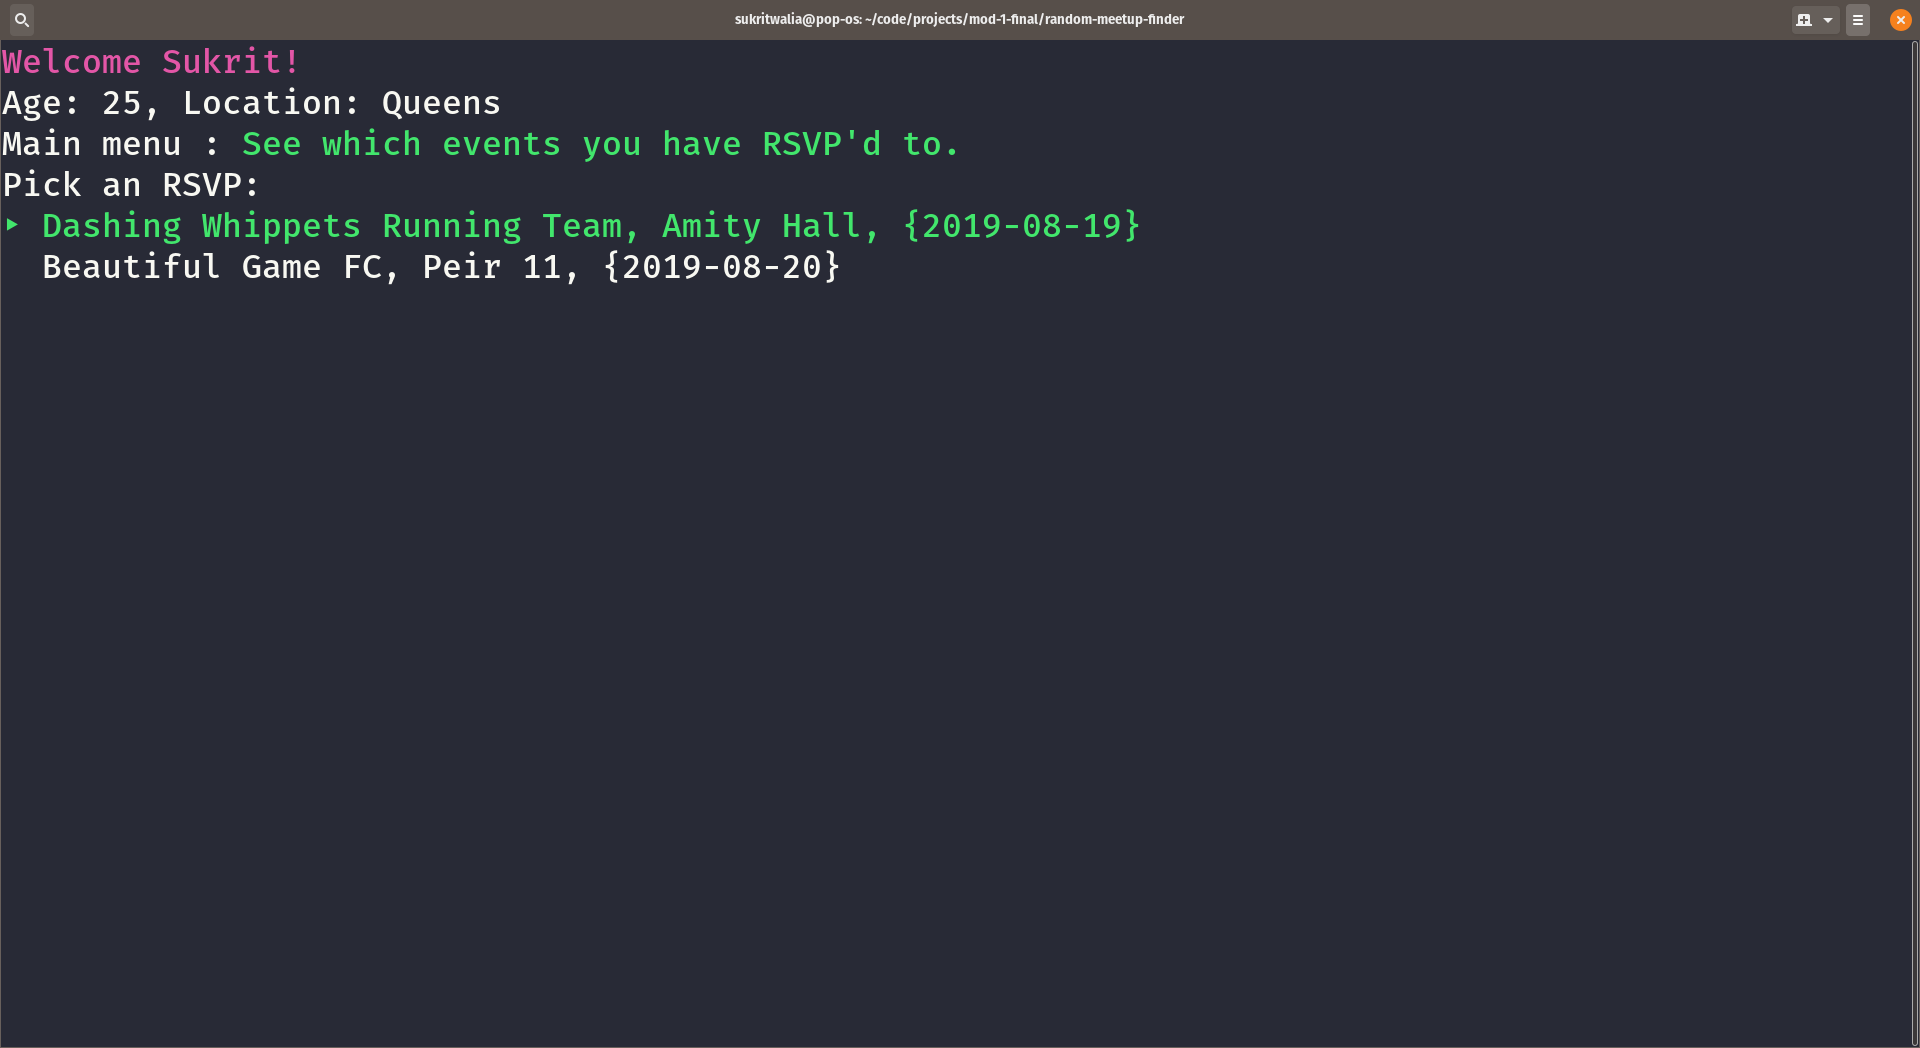 sukritwalia@pop-os: ~/code/projects/mod-1-final/random-meetup-finder
Welcome Sukrit!
Age: 25, Location: Queens
Main menu : See which events you have RSVP'd to.
Pick an RSVP:
‣ Dashing Whippets Running Team, Amity Hall, {2019-08-19}
Beautiful Game FC, Peir 11, {2019-08-20}